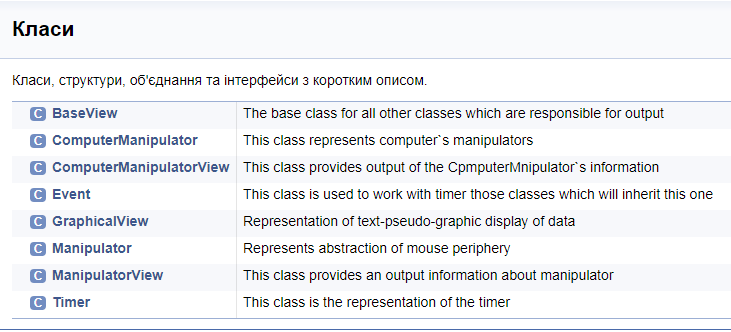 Класи
Класи, структури, об'єднання та інтерфейси з коротким описом.
C BaseView The base class for all other classes which are responsible for output
C ComputerManipulator This class represents computer`s manipulators
C ComputerManipulatorView This class provides output of the CpmputerMnipulator`s information
C Event This class is used to work with timer those classes which will inherit this one
C GraphicalView Representation of text-pseudo-graphic display of data
C Manipulator Represents abstraction of mouse periphery
C ManipulatorView This class provides an output information about manipulator
C Timer This class is the representation of the timer